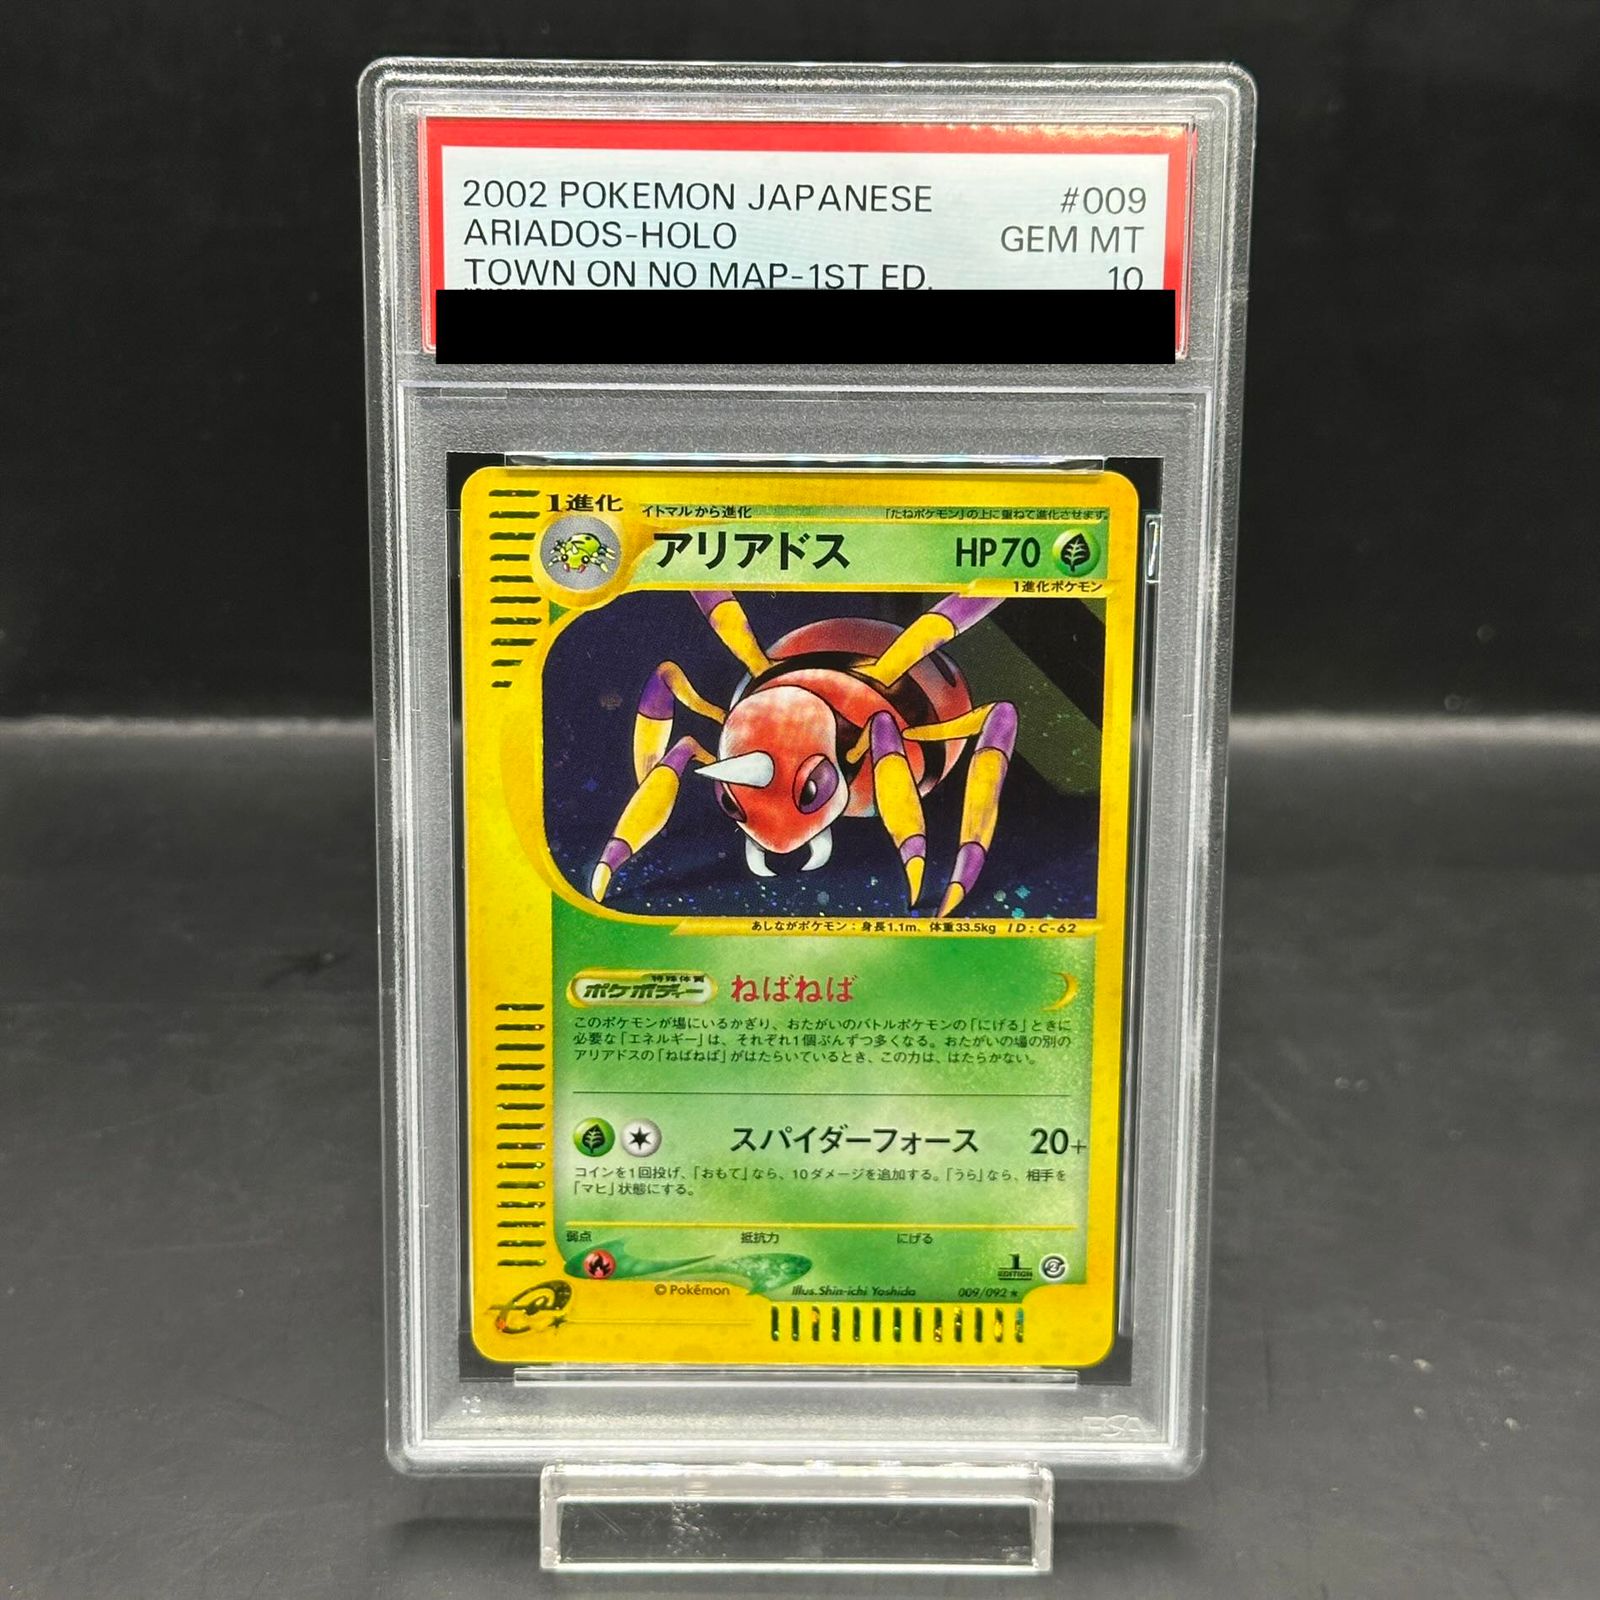 2002 POKEMON JAPANESE #009
ARIADOS-HOLO GEM MT
TOWN ON NO MAP-1ST ED. 10
1進化 イトマルから進化 「たねポケモン」の上に重ねて進化させます。
アリアドス HP70
1進化ポケモン
あしながポケモン：身長1.1m、体重33.5kg ID:C-62
特殊体質
ポケボディー ねばねば
このポケモンが場にいるかぎり、おたがいのバトルポケモンの「にげる」ときに
必要な「エネルギー」は、それぞれ1個ぶんずつ多くなる。おたがいの場の別の
アリアドスの「ねばねば」がはたらいているとき、この力は、はたらかない。
スパイダーフォース 20+
コインを1回投げ、「おもて」なら、10ダメージを追加する。「うら」なら、相手を
「マヒ」状態にする。
弱点 抵抗力 にげる
1
EDITION
©Pokémon Illus.Shin-ichi Yoshida 009/092★
PSA